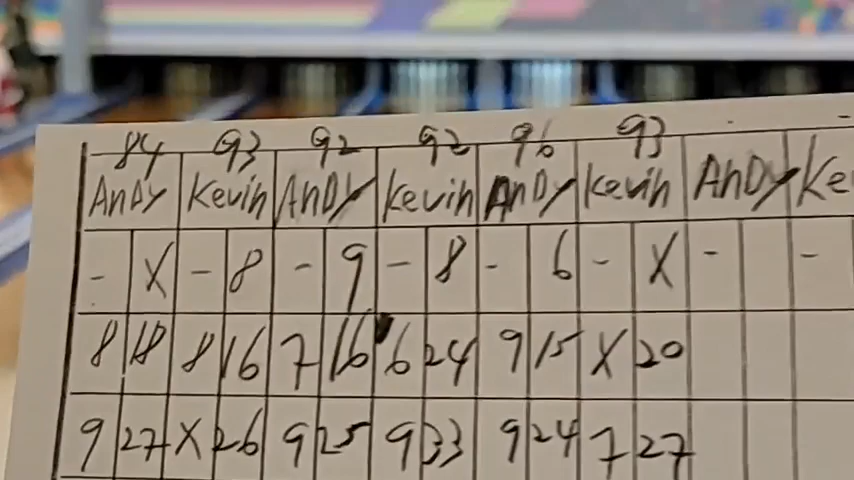 84 93 92 92 96 93 - -
AnDY Kevin AnDY Kevin AnDY Kevin AnDY Ke
- X - 8 - 9 - 8 - 6 - X - -
8 18 8 16 7 16 6 24 9 15 X 20
9 27 X 26 9 25 9 33 9 24 7 27